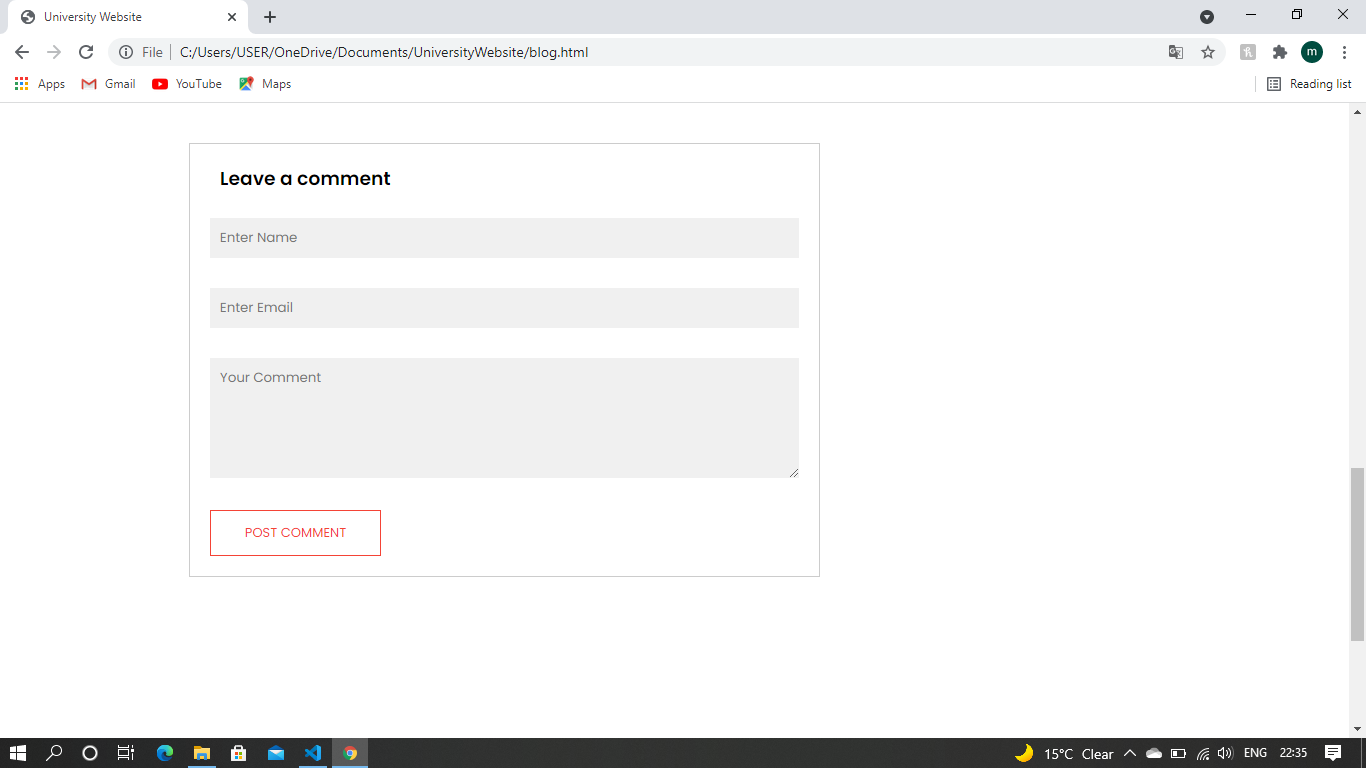 University Website
File C:/Users/USER/OneDrive/Documents/UniversityWebsite/blog.html
m
Apps Gmail YouTube Maps Reading list
Leave a comment
Enter Name
Enter Email
Your Comment
POST COMMENT
15°C Clear ENG 22:35